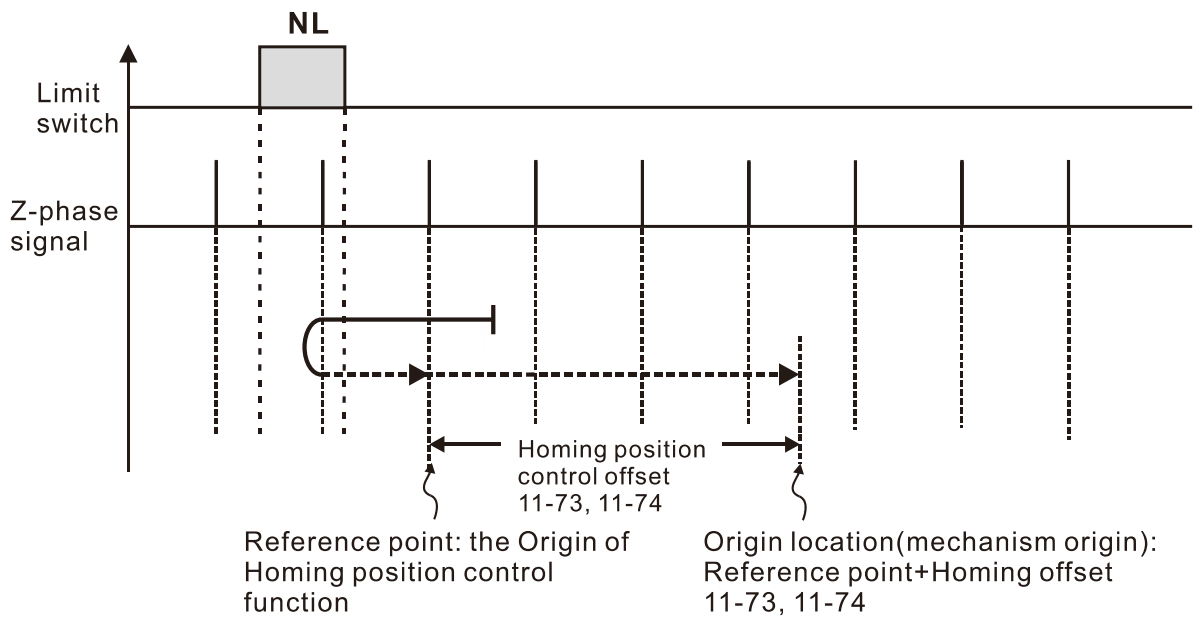 NL
Limit
switch
Z-phase
signal
Homing position
control offset
11-73, 11-74
Reference point: the Origin of
Homing position control
function
Origin location(mechanism origin):
Reference point+Homing offset
11-73, 11-74